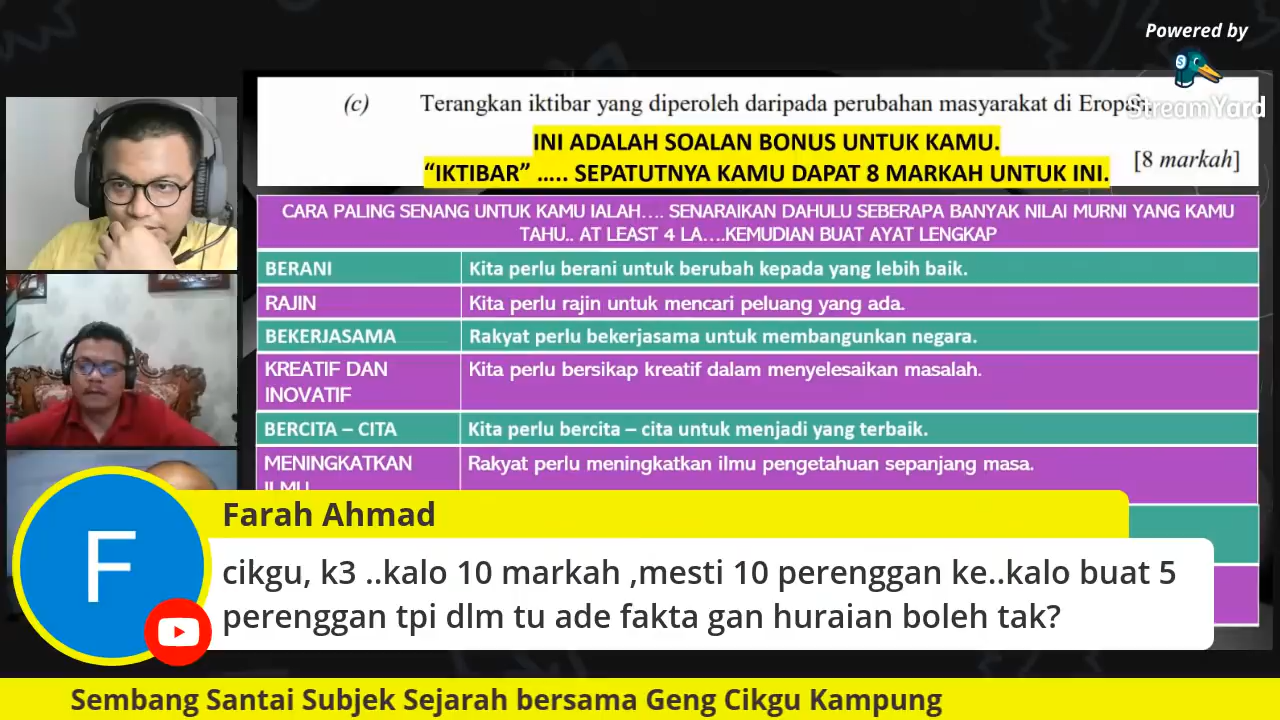 Powered by
StreamYard
(c) Terangkan iktibar yang diperoleh daripada perubahan masyarakat di Eropah.
INI ADALAH SOALAN BONUS UNTUK KAMU.
“IKTIBAR” ….. SEPATUTNYA KAMU DAPAT 8 MARKAH UNTUK INI.
[8 markah]
CARA PALING SENANG UNTUK KAMU IALAH…. SENARAIKAN DAHULU SEBERAPA BANYAK NILAI MURNI YANG KAMU
TAHU.. AT LEAST 4 LA….KEMUDIAN BUAT AYAT LENGKAP
BERANI Kita perlu berani untuk berubah kepada yang lebih baik.
RAJIN Kita perlu rajin untuk mencari peluang yang ada.
BEKERJASAMA Rakyat perlu bekerjasama untuk membangunkan negara.
KREATIF DAN Kita perlu bersikap kreatif dalam menyelesaikan masalah.
INOVATIF
BERCITA – CITA Kita perlu bercita – cita untuk menjadi yang terbaik.
MENINGKATKAN Rakyat perlu meningkatkan ilmu pengetahuan sepanjang masa.
ILMU
F
Farah Ahmad
cikgu, k3 ..kalo 10 markah ,mesti 10 perenggan ke..kalo buat 5
perenggan tpi dlm tu ade fakta gan huraian boleh tak?
Sembang Santai Subjek Sejarah bersama Geng Cikgu Kampung